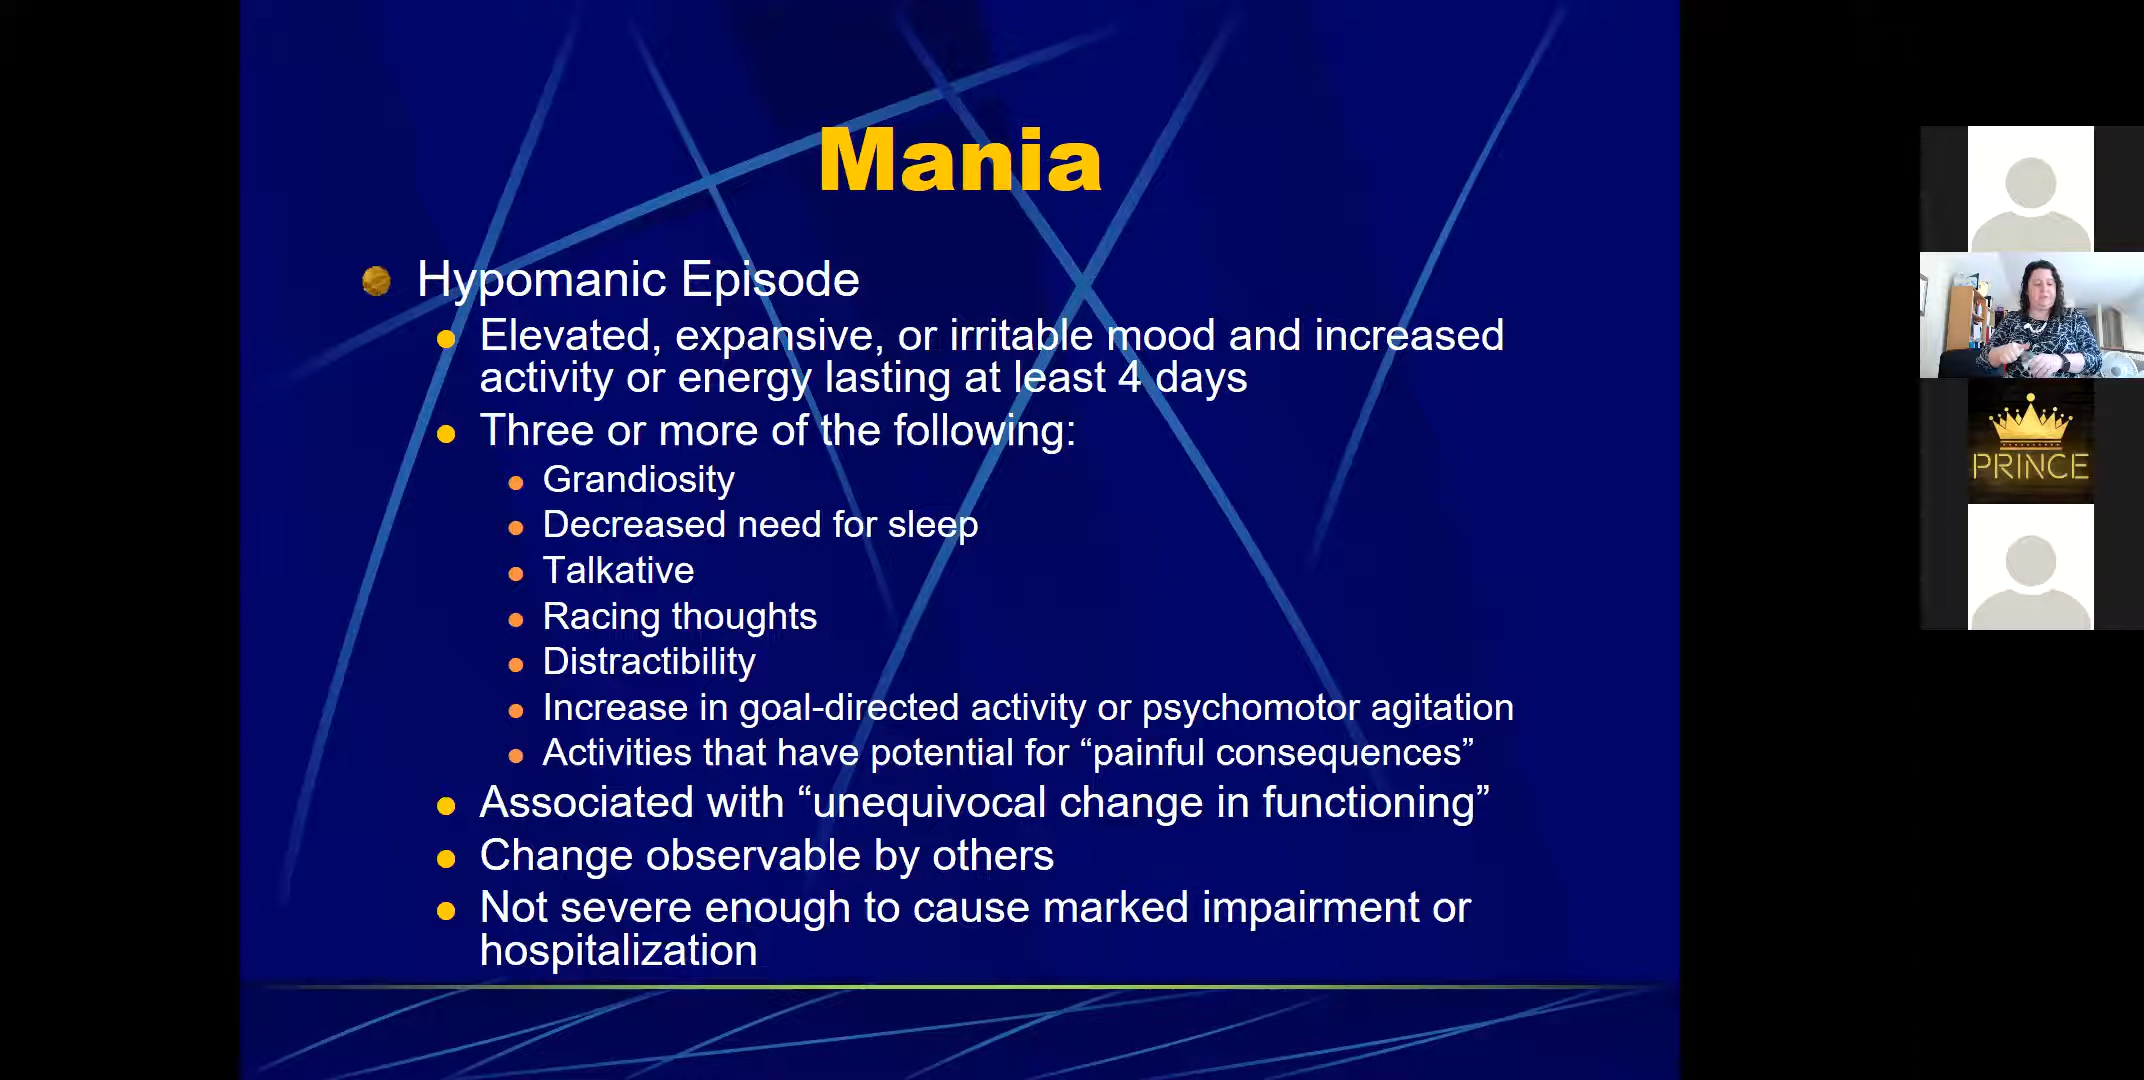 Mania
Hypomanic Episode
Elevated, expansive, or irritable mood and increased
activity or energy lasting at least 4 days
Three or more of the following:
Grandiosity
Decreased need for sleep
Talkative
Racing thoughts
Distractibility
Increase in goal-directed activity or psychomotor agitation
Activities that have potential for “painful consequences”
Associated with “unequivocal change in functioning”
Change observable by others
Not severe enough to cause marked impairment or
hospitalization
PRINCE